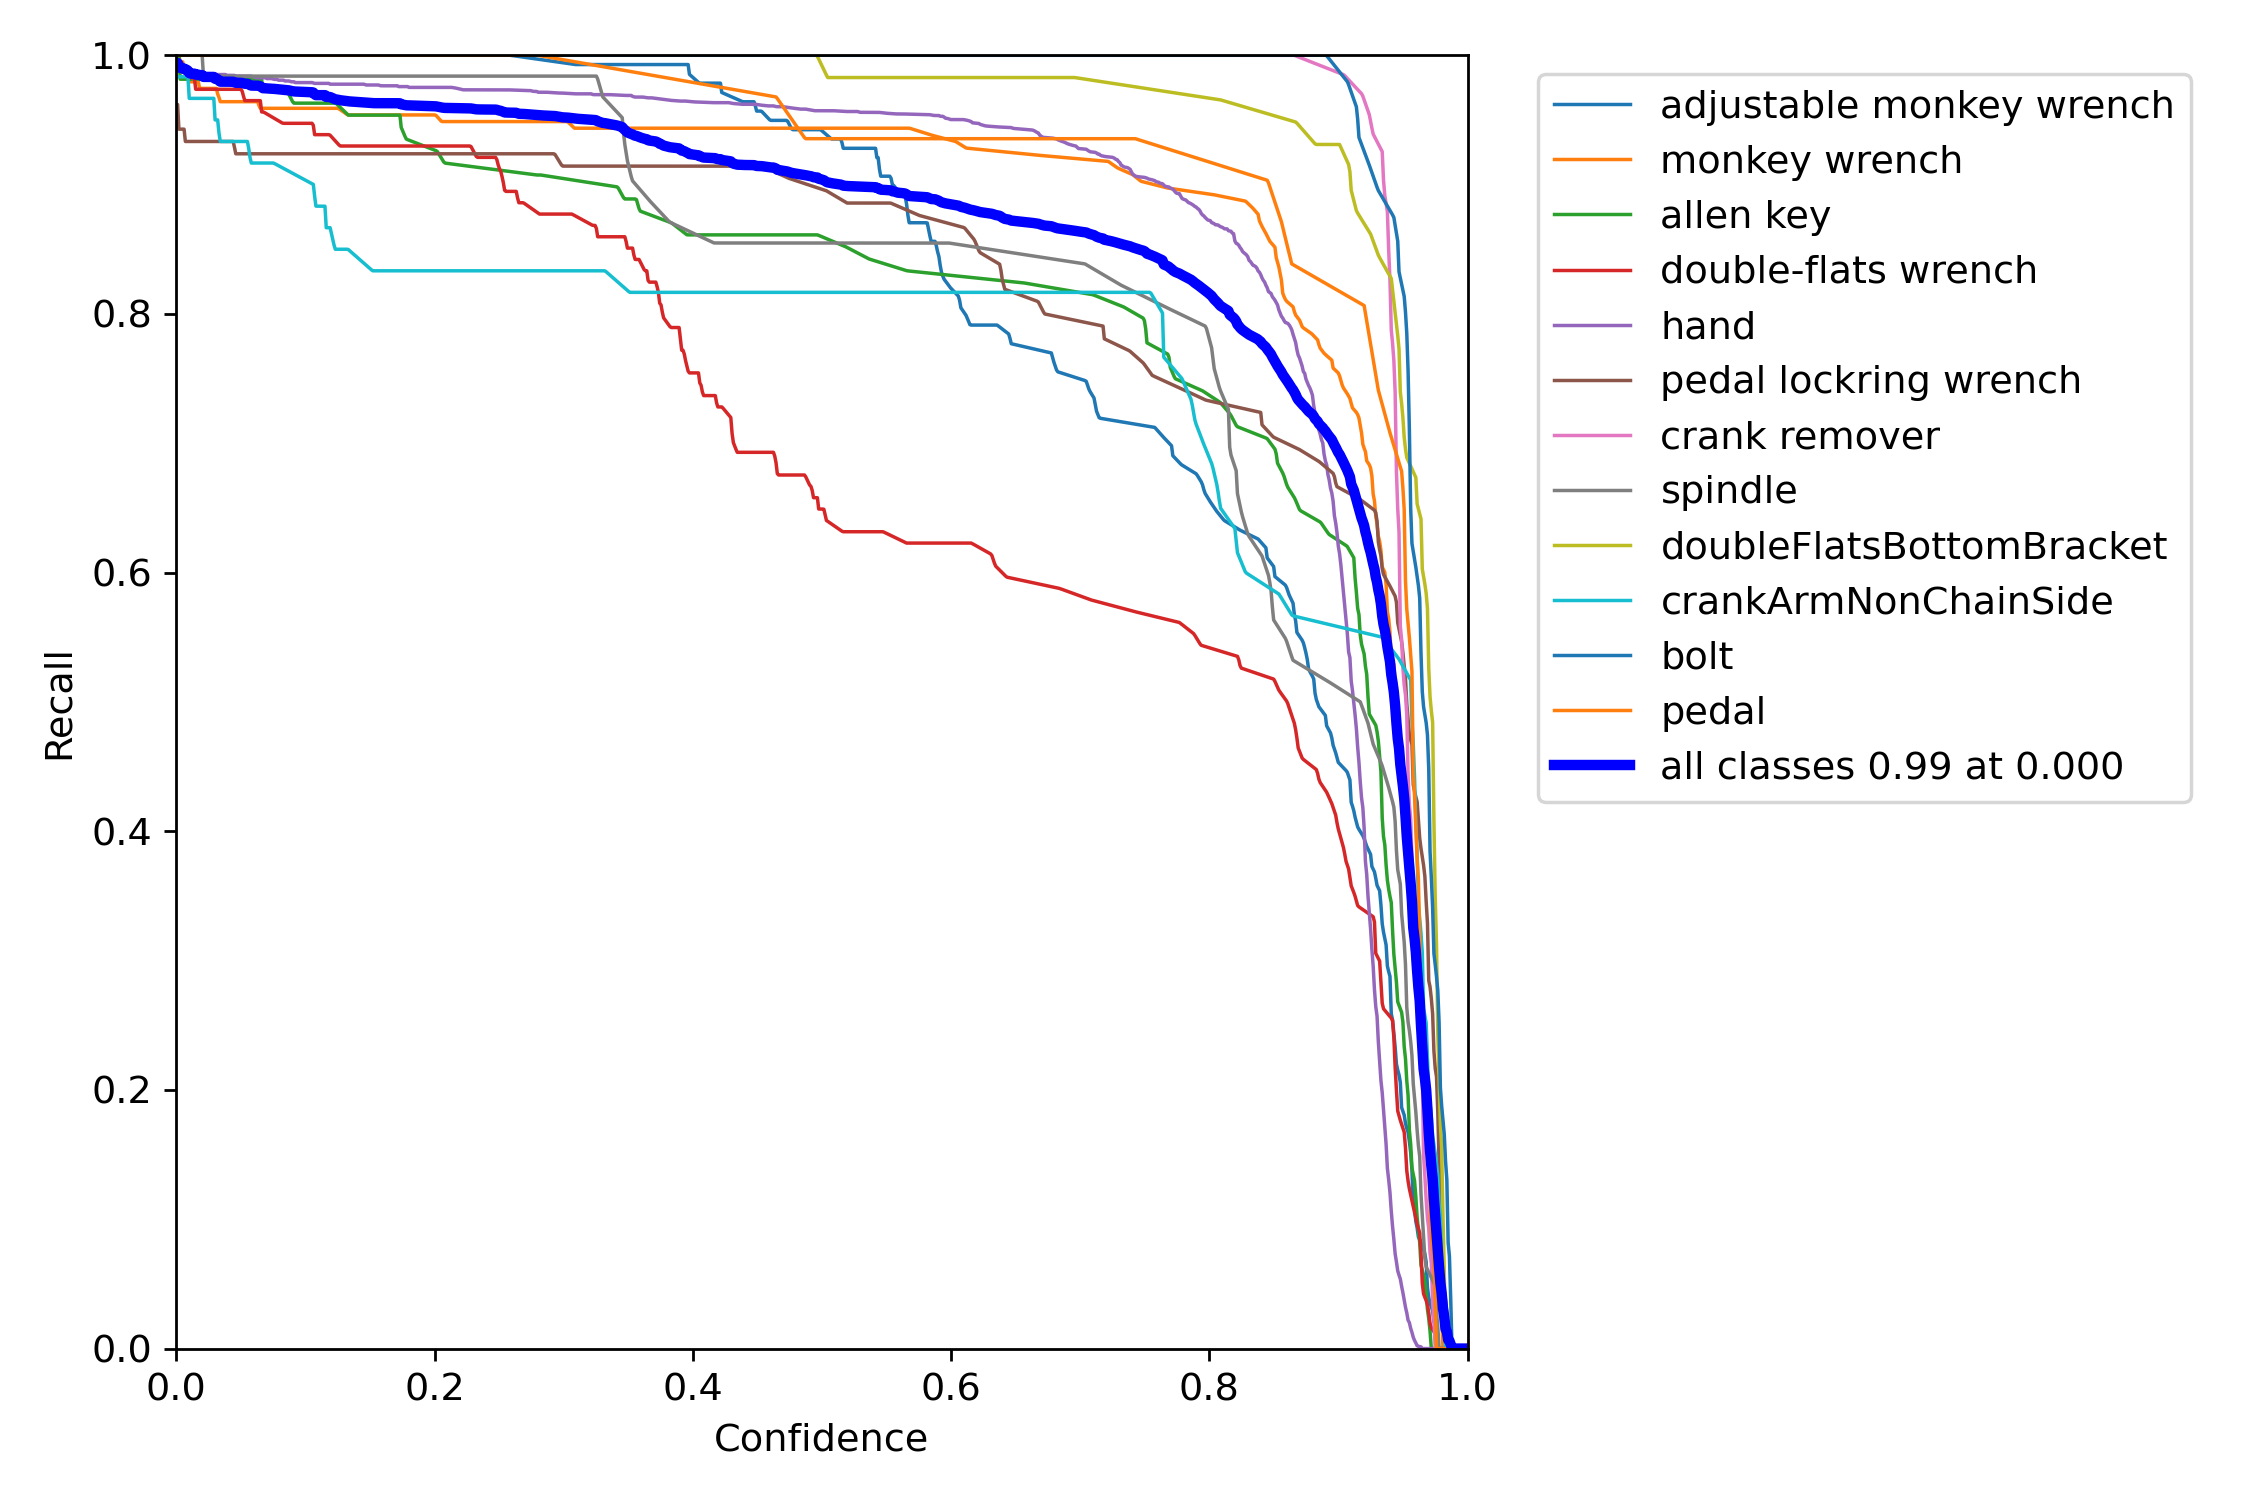 1.0
0.8
0.6
0.4
0.2
0.0
0.0 0.2 0.4 0.6 0.8 1.0
Recall
Confidence
adjustable monkey wrench
monkey wrench
allen key
double-flats wrench
hand
pedal lockring wrench
crank remover
spindle
doubleFlatsBottomBracket
crankArmNonChainSide
bolt
pedal
all classes 0.99 at 0.000